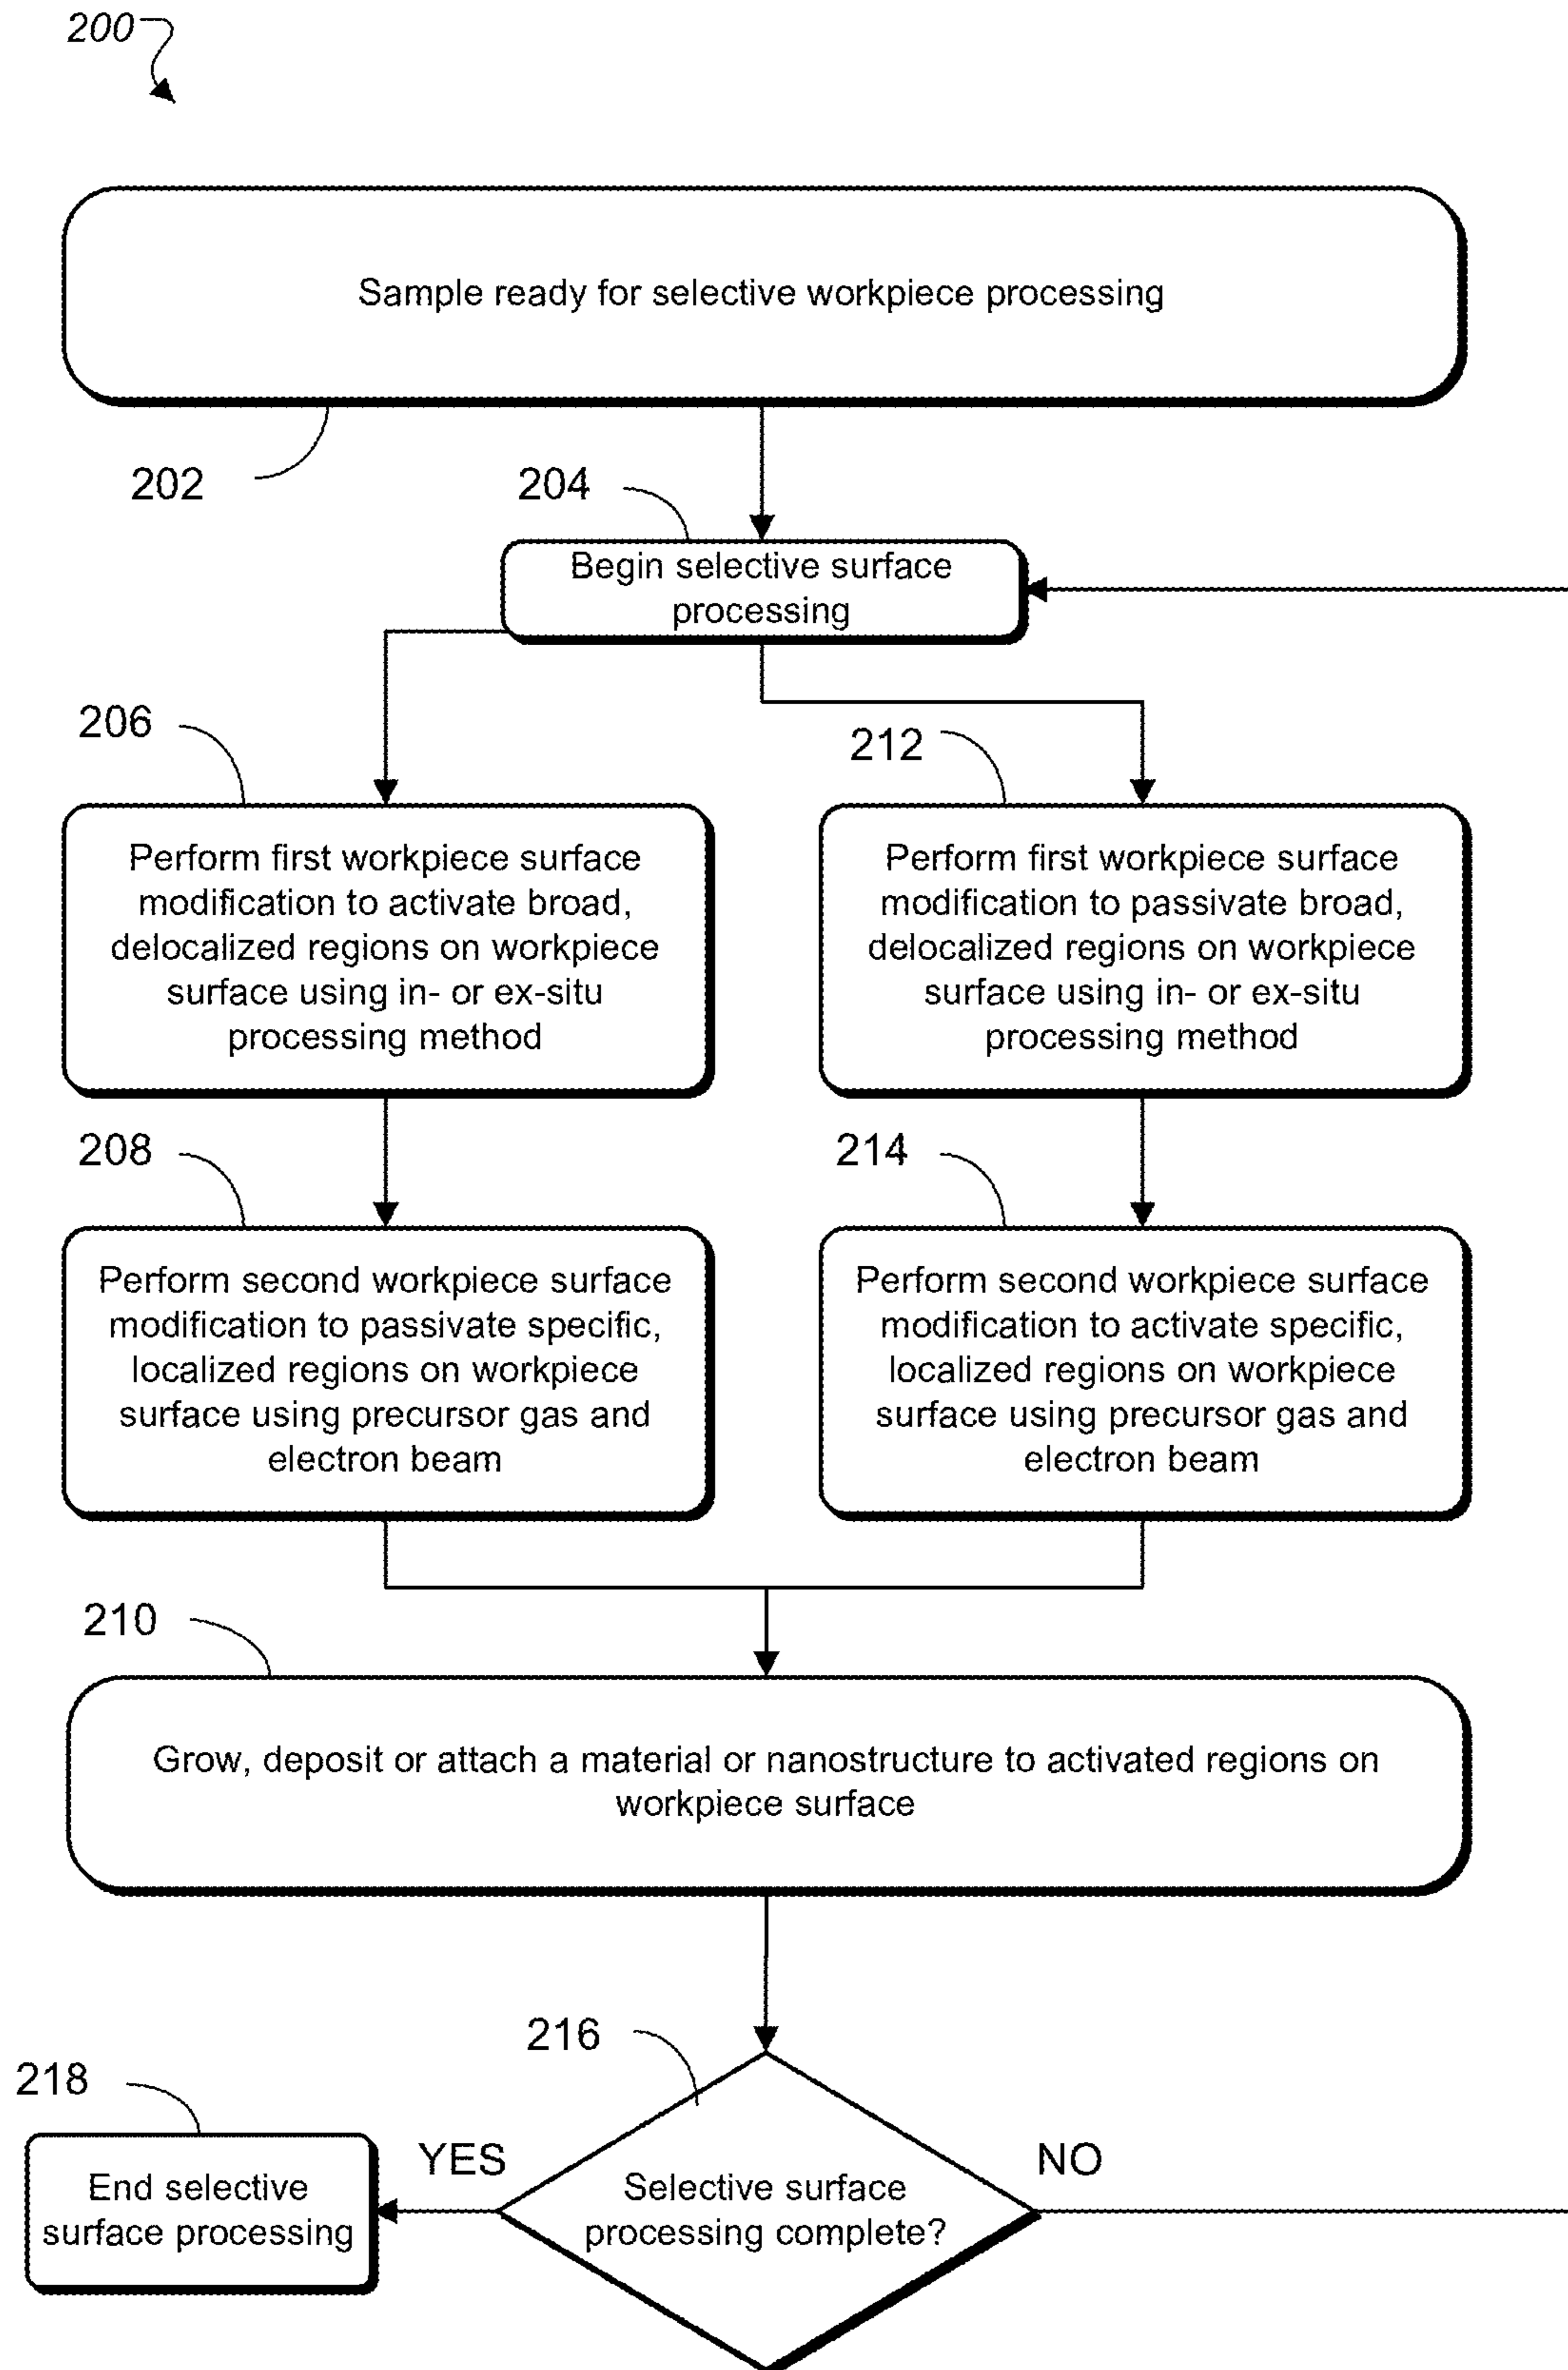 200
Sample ready for selective workpiece processing
202
204
Begin selective surface
processing
206
212
Perform first workpiece surface
modification to activate broad,
delocalized regions on workpiece
surface using in- or ex-situ
processing method
Perform first workpiece surface
modification to passivate broad,
delocalized regions on workpiece
surface using in- or ex-situ
processing method
208
214
Perform second workpiece surface
modification to passivate specific,
localized regions on workpiece
surface using precursor gas and
electron beam
Perform second workpiece surface
modification to activate specific,
localized regions on workpiece
surface using precursor gas and
electron beam
210
Grow, deposit or attach a material or nanostructure to activated regions on
workpiece surface
216
218
YES
NO
End selective
surface processing
Selective surface
processing complete?